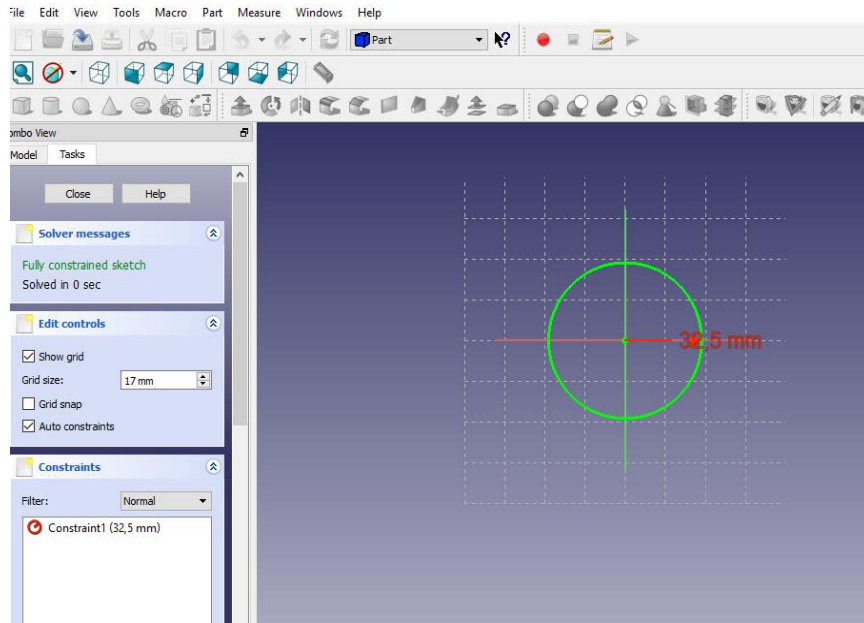 File Edit View Tools Macro Part Measure Windows Help
Part
ombo View
Model Tasks
Close Help
Solver messages
Fully constrained sketch
Solved in 0 sec
Edit controls
Show grid
Grid size: 17 mm
Grid snap
Auto constraints
Constraints
Filter: Normal
Constraint1 (32,5 mm)
32,5 mm